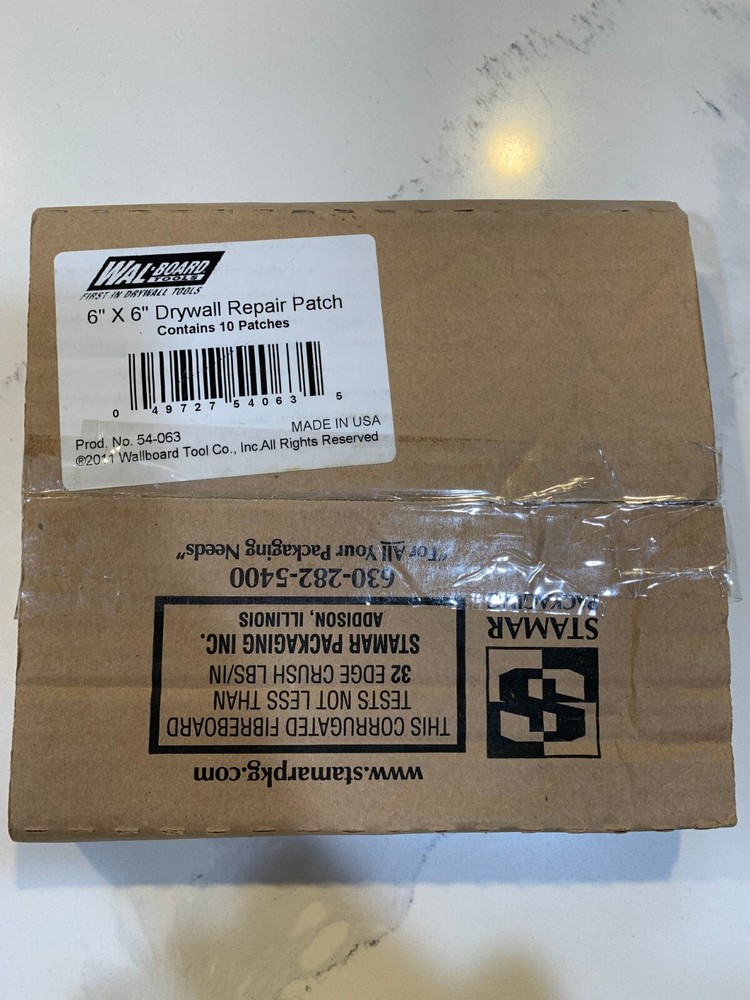 WAL-BOARD
TOOLS
FIRST IN DRYWALL TOOLS
6" X 6" Drywall Repair Patch
Contains 10 Patches
0 49727 54063 5
MADE IN USA
Prod. No. 54-063
®2011 Wallboard Tool Co., Inc.All Rights Reserved
www.stamarpkg.com
THIS CORRUGATED FIBREBOARD
TESTS NOT LESS THAN
32 EDGE CRUSH LBS/IN
STAMAR PACKAGING INC.
ADDISON, ILLINOIS
STAMAR
PACKAGING
630-282-5400
"For All Your Packaging Needs"